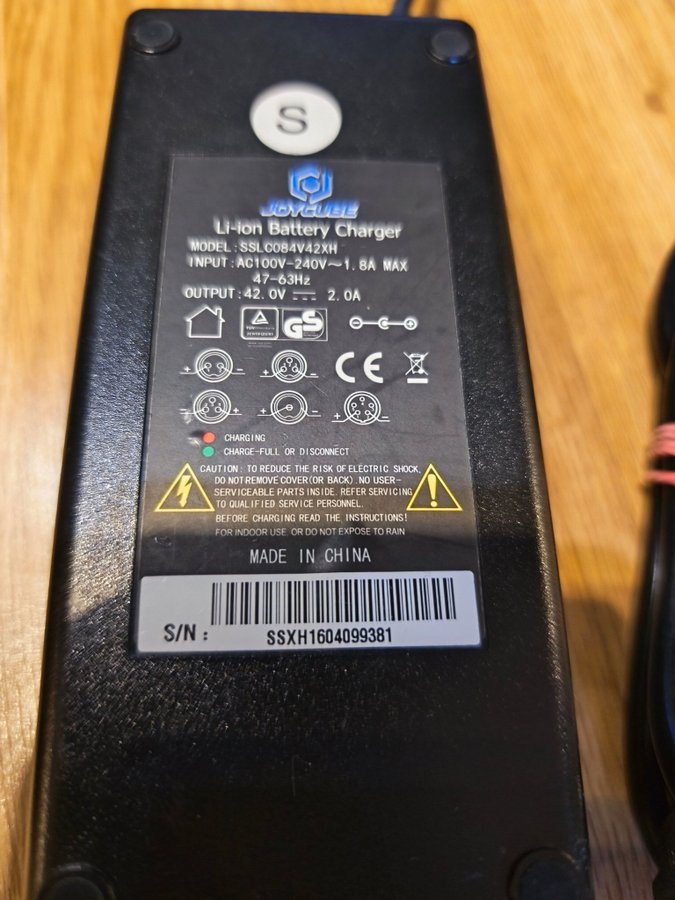 S
JOYCUBE
Li-ion Battery Charger
MODEL:SSLC084V42XH
INPUT:AC100V-240V～1.8A MAX
47-63Hz
OUTPUT:42.0V ⎓ 2.0A
GS
CE
CHARGING
CHARGE-FULL OR DISCONNECT
CAUTION: TO REDUCE THE RISK OF ELECTRIC SHOCK,
DO NOT REMOVE COVER(OR BACK). NO USER-
SERVICEABLE PARTS INSIDE. REFER SERVICING
TO QUALIFIED SERVICE PERSONNEL.
BEFORE CHARGING READ THE INSTRUCTIONS!
FOR INDOOR USE. OR DO NOT EXPOSE TO RAIN
MADE IN CHINA
S/N:
SSXH1604099381